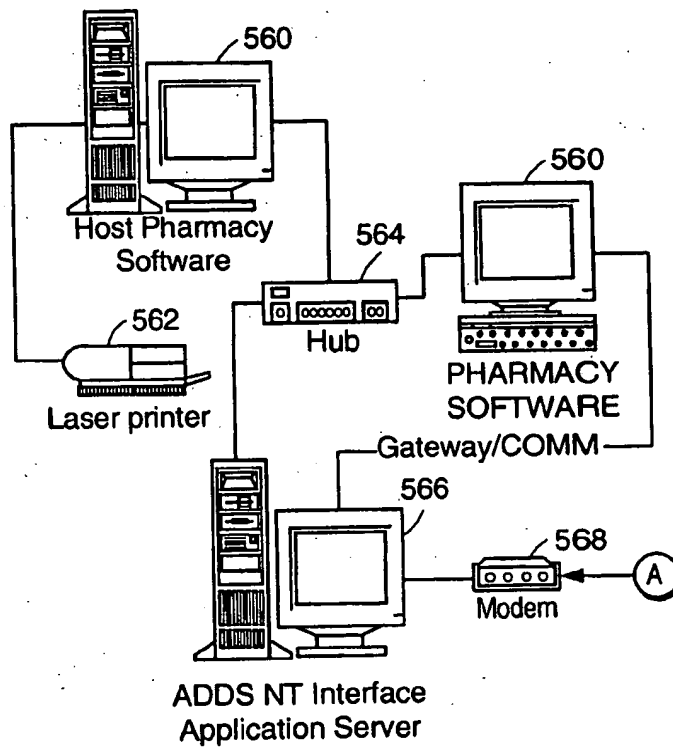 560
Host Pharmacy
Software
560
564
Hub
562
Laser printer
PHARMACY
SOFTWARE
Gateway/COMM
566
568
Modem
A
ADDS NT Interface
Application Server